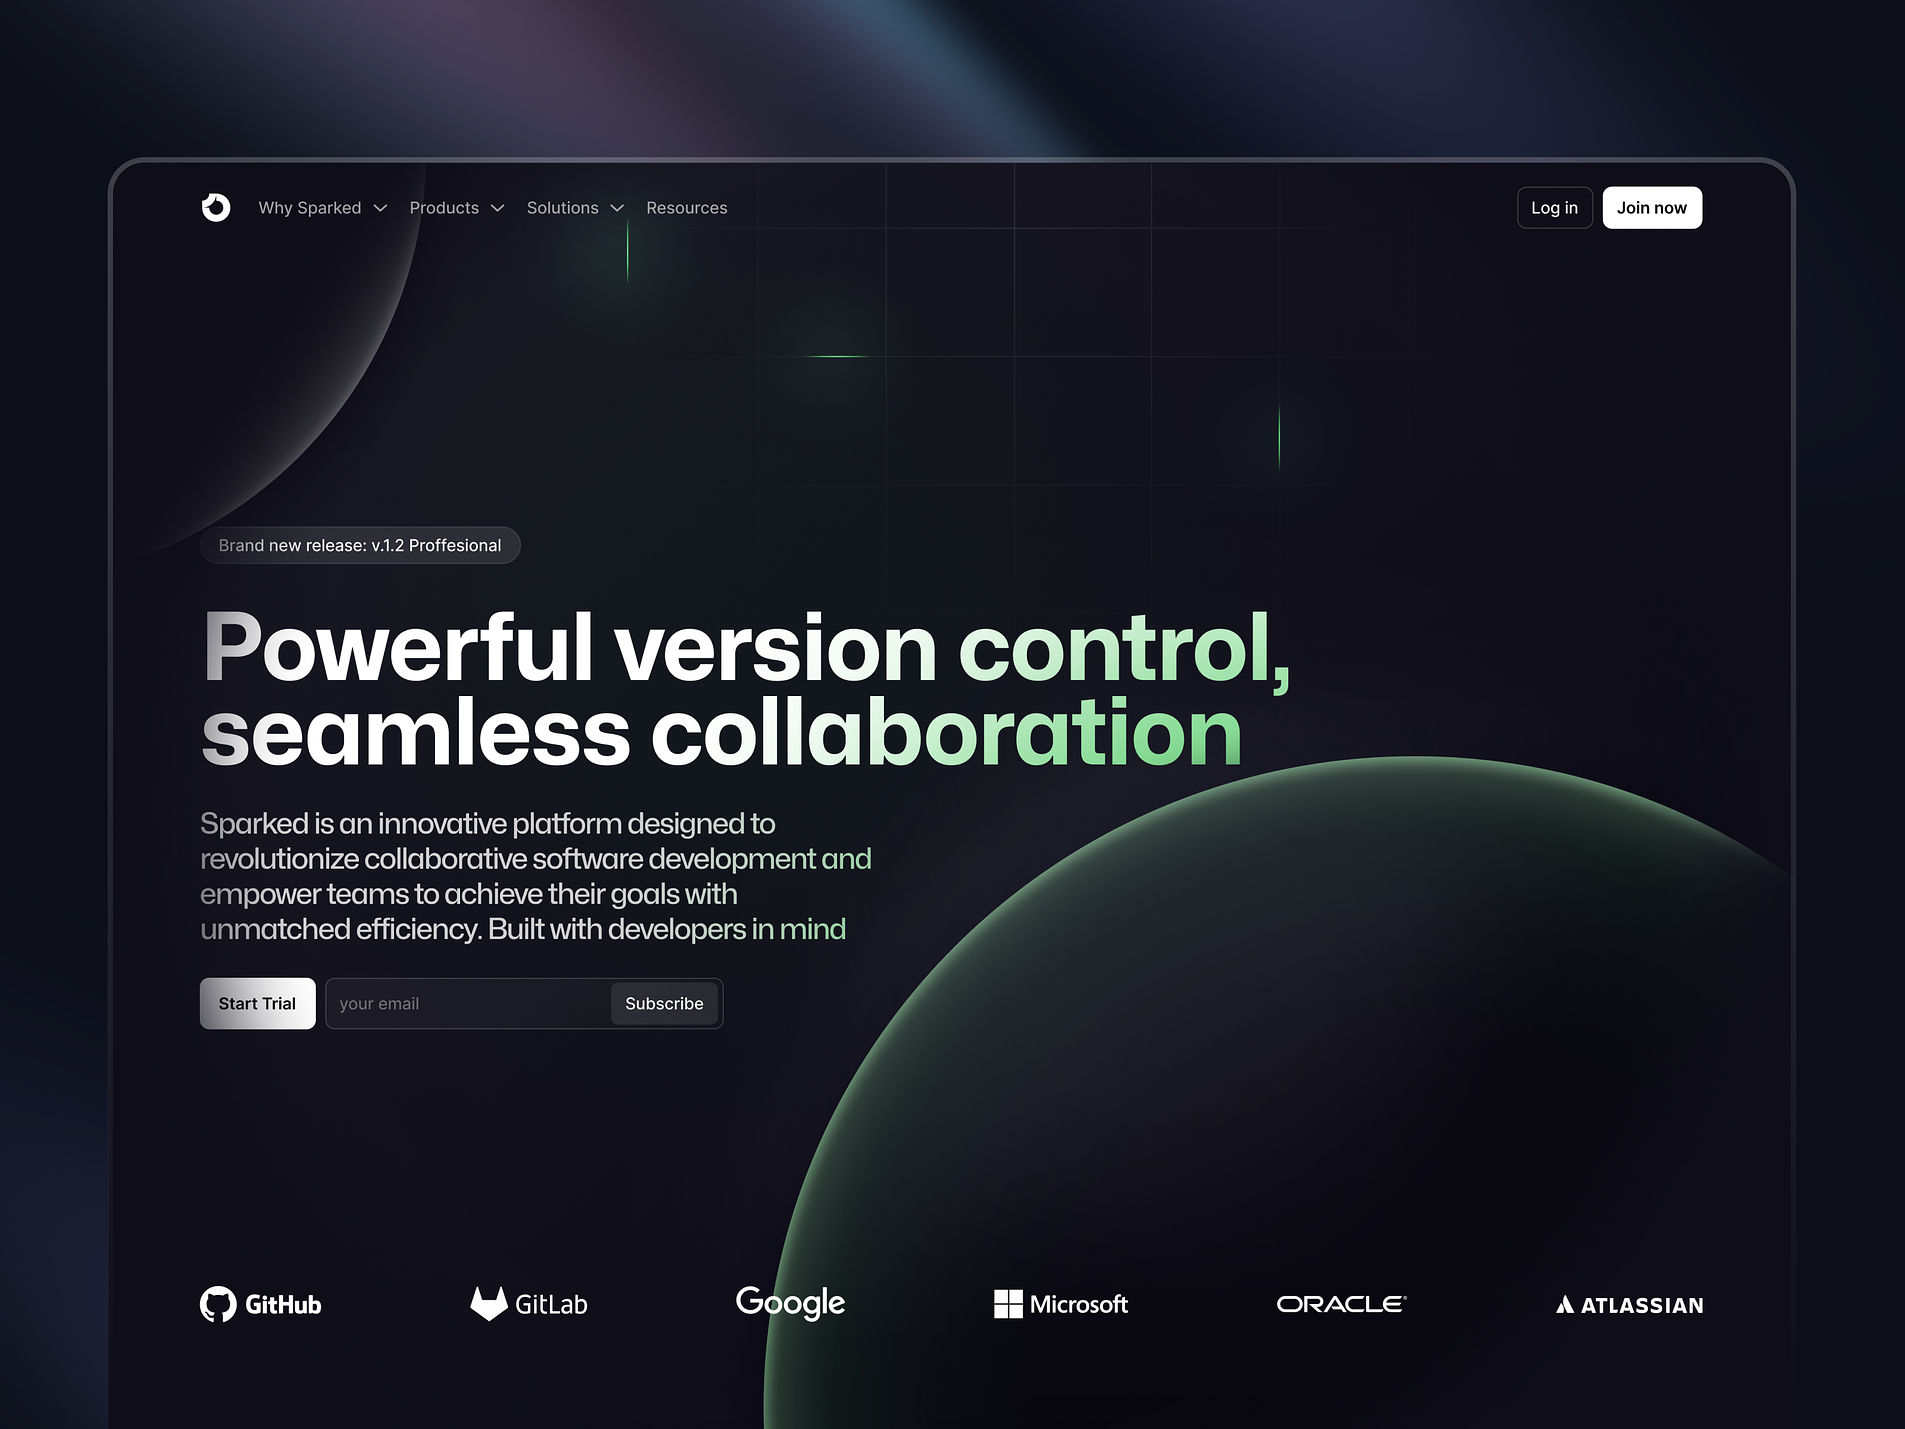 Why Sparked Products Solutions Resources Log in Join now
Brand new release: v.1.2 Proffesional
Powerful version control,
seamless collaboration
Sparked is an innovative platform designed to
revolutionize collaborative software development and
empower teams to achieve their goals with
unmatched efficiency. Built with developers in mind
Start Trial your email Subscribe
GitHub GitLab Google Microsoft ORACLE® ATLASSIAN